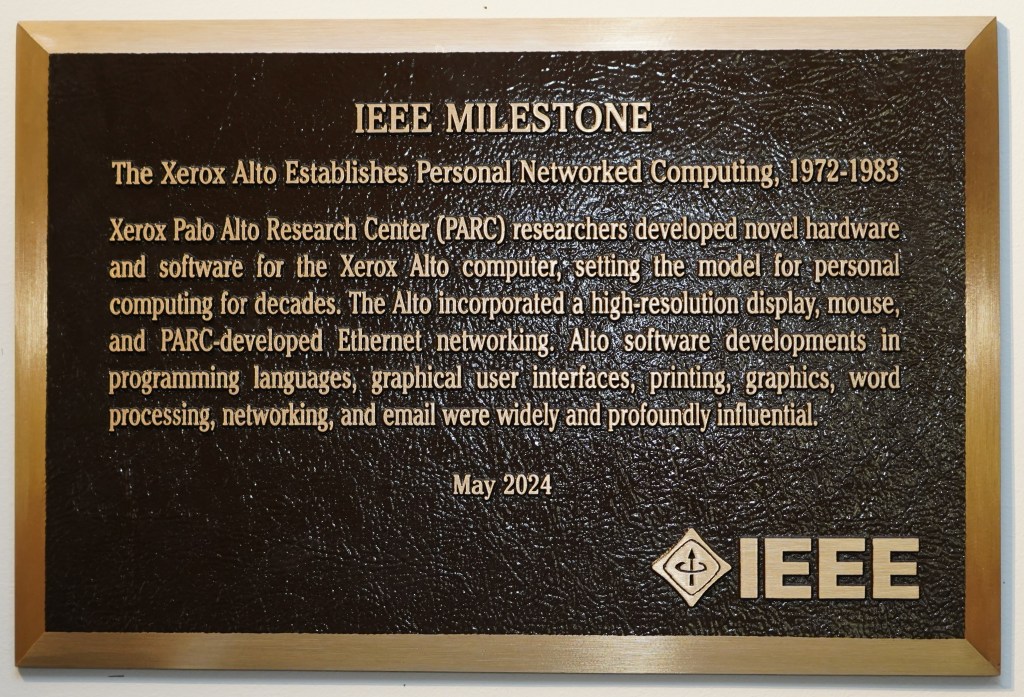 IEEE MILESTONE
The Xerox Alto Establishes Personal Networked Computing, 1972-1983
Xerox Palo Alto Research Center (PARC) researchers developed novel hardware
and software for the Xerox Alto computer, setting the model for personal
computing for decades. The Alto incorporated a high-resolution display, mouse,
and PARC-developed Ethernet networking. Alto software developments in
programming languages, graphical user interfaces, printing, graphics, word
processing, networking, and email were widely and profoundly influential.
May 2024
IEEE